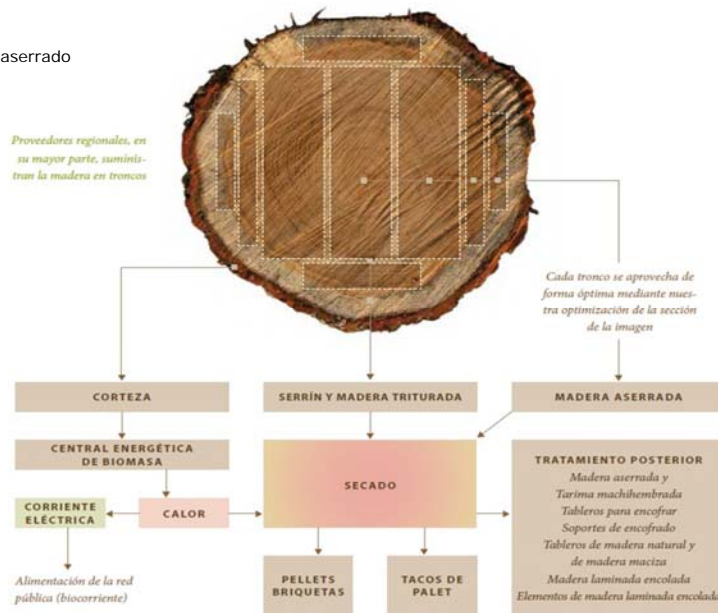 aserrado
Proveedores regionales, en
su mayor parte, suminis-
tran la madera en troncos
Cada tronco se aprovecha de
forma óptima mediante nues-
tra optimización de la sección
de la imagen
CORTEZA
SERRÍN Y MADERA TRITURADA
MADERA ASERRADA
CENTRAL ENERGÉTICA
DE BIOMASA
CORRIENTE
ELÉCTRICA
CALOR
SECADO
TRATAMIENTO POSTERIOR
Madera aserrada y
Tarima machihembrada
Tableros para encofrar
Soportes de encofrado
Tableros de madera natural y
de madera maciza
Madera laminada encolada
Elementos de madera laminada encolada
Alimentación de la red
pública (biocorriente)
PELLETS
BRIQUETAS
TACOS DE
PALET